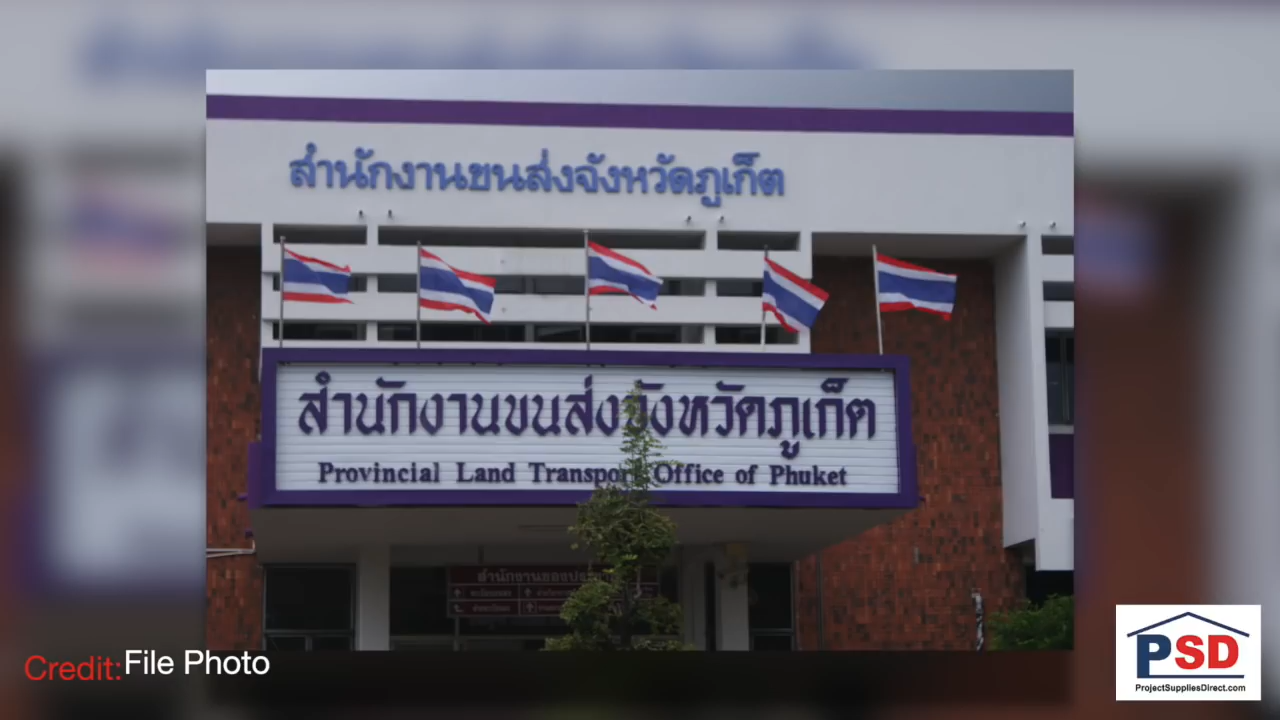 สำนักงานขนส่งจังหวัดภูเก็ต
สำนักงานขนส่งจังหวัดภูเก็ต
Provincial Land Transport Office of Phuket
Credit: File Photo
PSD
ProjectSuppliesDirect.com